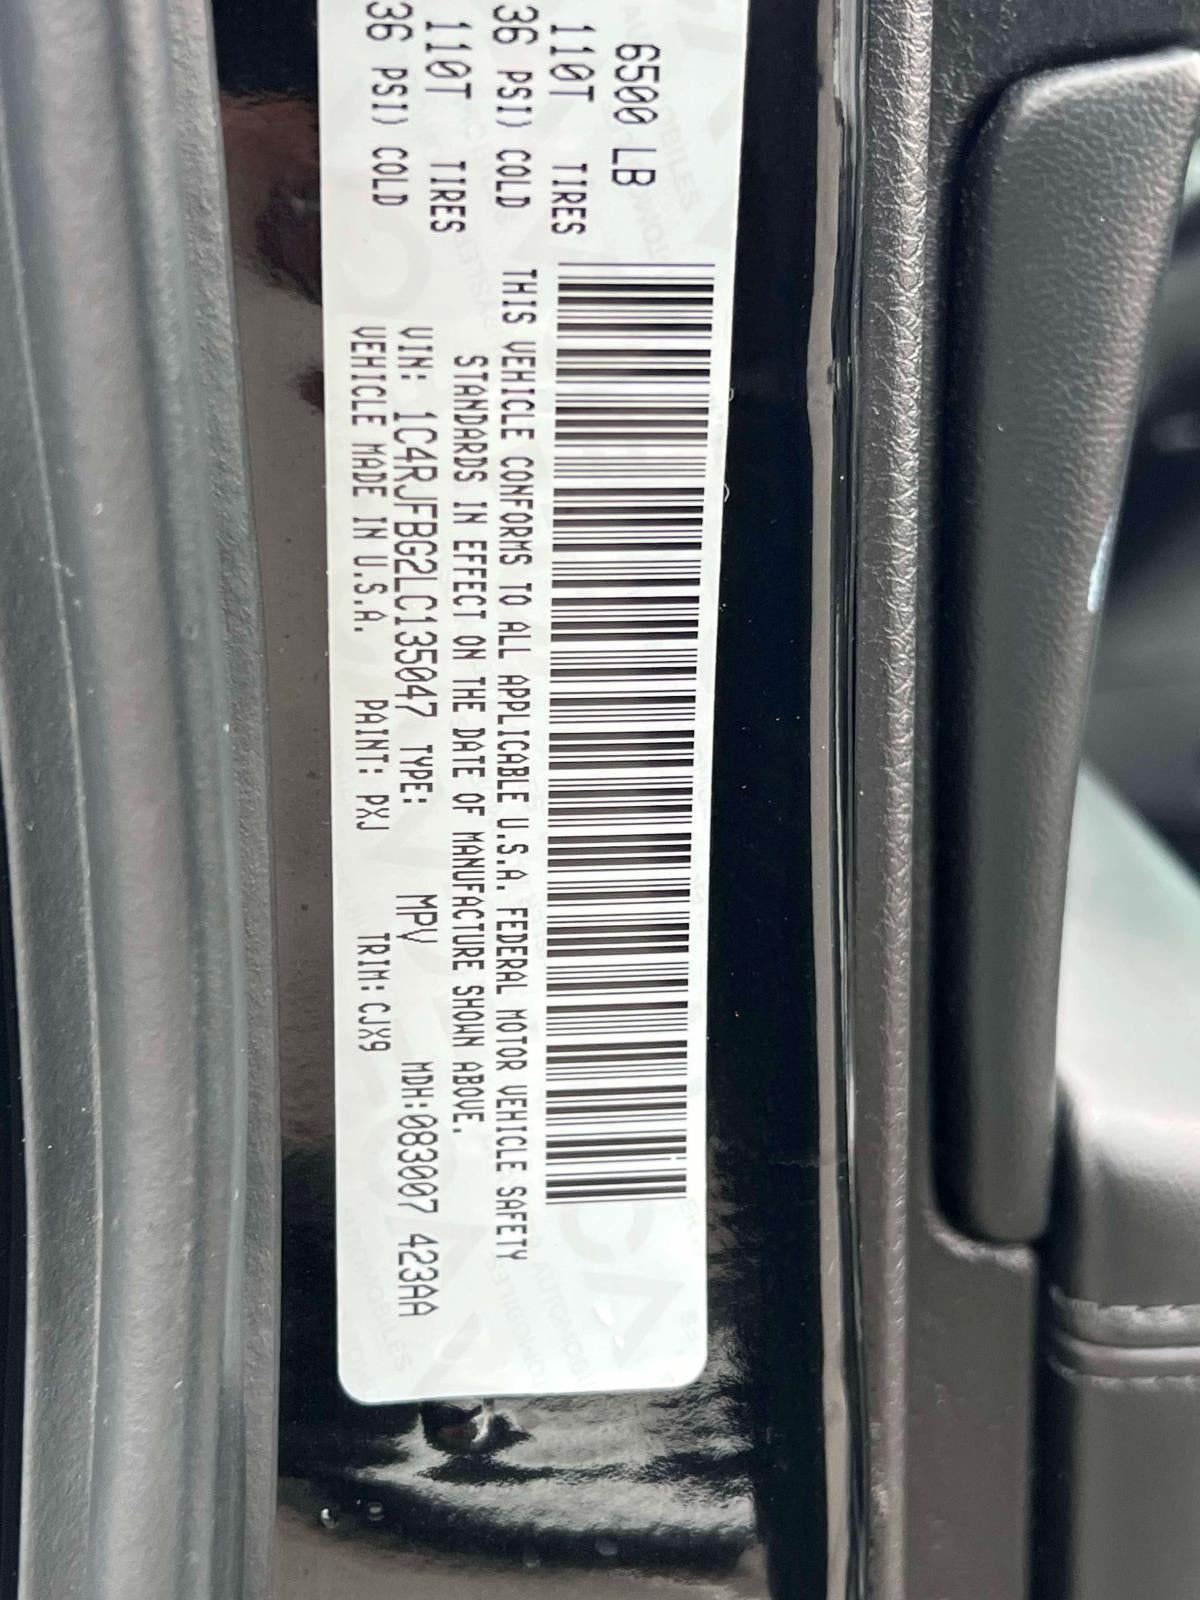 6500 LB
110T TIRES
36 PSI) COLD
110T TIRES
36 PSI) COLD
THIS VEHICLE CONFORMS TO ALL APPLICABLE U.S.A. FEDERAL MOTOR VEHICLE SAFETY
STANDARDS IN EFFECT ON THE DATE OF MANUFACTURE SHOWN ABOVE.
VIN: 1C4RJFBG2LC135047 TYPE: MPV MDH:083007 423AA
VEHICLE MADE IN U.S.A. PAINT: PXJ TRIM: CJX9